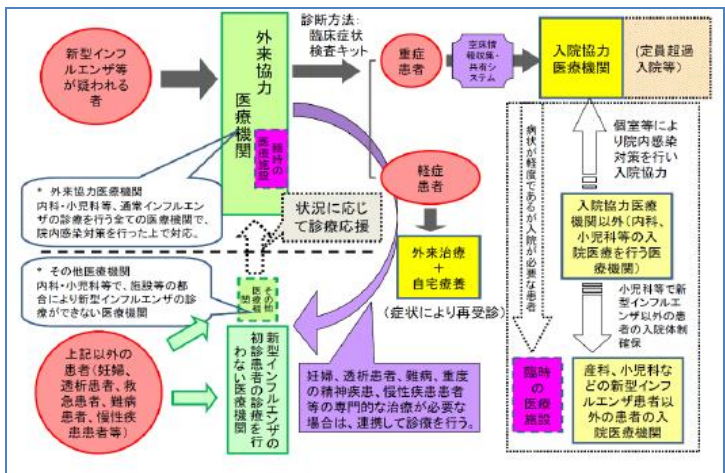 新型インフ
ルエンザ等
が疑われる
者
外来協力
医療機関
臨時の
医療施設
診断方法:
臨床症状
検査キット
重症
患者
空床情
報収集・
共有シ
ステム
入院協力
医療機関
(定員超過
入院等)
軽症
患者
* 外来協力医療機関
内科・小児科等、通常インフルエン
ザの診療を行う全ての医療機関で、
院内感染対策を行った上で対応。
状況に応じ
て診療応援
外来治療
+
自宅療養
(症状により再受診)
病状が軽度であるが入院が必要な患者
個室等によ
り院内感染
対策を行い
入院協力
入院協力医療
機関以外(内科、
小児科等の入
院医療を行う医
療機関)
小児科等で新
型インフルエン
ザ以外の患
者の入院体制
確保
* その他医療機関
内科・小児科等で、施設等の都
合により新型インフルエンザの診療
ができない医療機関
その他
医療機
関
上記以外の
患者(妊婦、
透析患者、救
急患者、難病
患者、慢性疾
患患者等)
新型インフルエンザの
初診患者の診療を行
わない医療機関
妊婦、透析患者、難病、重度
の精神疾患、慢性疾患患者
等の専門的な治療が必要な
場合は、連携して診療を行う。
臨時
の医療
施設
産科、小児科な
どの新型インフ
ルエンザ患者以
外の患者の入
院医療機関